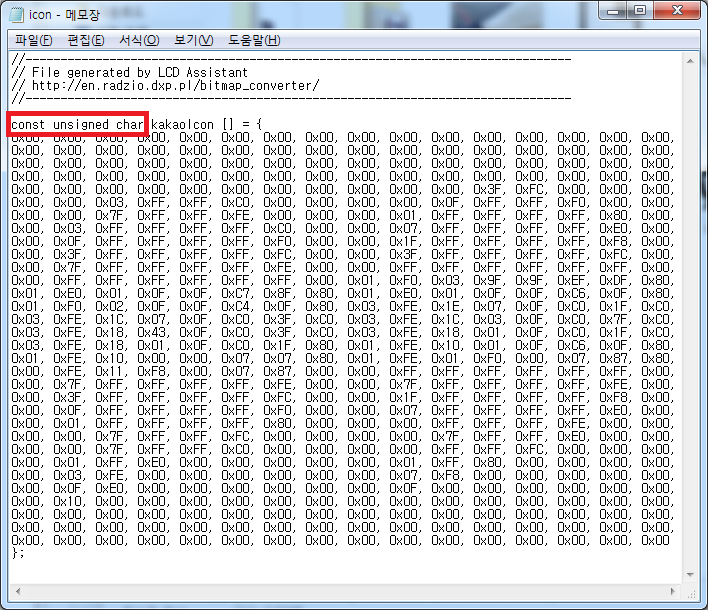 icon - 메모장
파일(F) 편집(E) 서식(O) 보기(V) 도움말(H)
//------------------------------------------------------------------------------
// File generated by LCD Assistant
// http://en.radzio.dxp.pl/bitmap_converter/
//------------------------------------------------------------------------------
const unsigned char kakaoIcon [] = {
0x00, 0x00, 0x00, 0x00, 0x00, 0x00, 0x00, 0x00, 0x00, 0x00, 0x00, 0x00, 0x00, 0x00, 0x00, 0x00,
0x00, 0x00, 0x00, 0x00, 0x00, 0x00, 0x00, 0x00, 0x00, 0x00, 0x00, 0x00, 0x00, 0x00, 0x00, 0x00,
0x00, 0x00, 0x00, 0x00, 0x00, 0x00, 0x00, 0x00, 0x00, 0x00, 0x00, 0x00, 0x00, 0x00, 0x00, 0x00,
0x00, 0x00, 0x00, 0x00, 0x00, 0x00, 0x00, 0x00, 0x00, 0x00, 0x00, 0x00, 0x00, 0x00, 0x00, 0x00,
0x00, 0x00, 0x00, 0x00, 0x00, 0x00, 0x00, 0x00, 0x00, 0x00, 0x00, 0x3F, 0xFC, 0x00, 0x00, 0x00,
0x00, 0x00, 0x03, 0xFF, 0xFF, 0xC0, 0x00, 0x00, 0x00, 0x00, 0x0F, 0xFF, 0xFF, 0xF0, 0x00, 0x00,
0x00, 0x00, 0x7F, 0xFF, 0xFF, 0xFE, 0x00, 0x00, 0x00, 0x01, 0xFF, 0xFF, 0xFF, 0xFF, 0x80, 0x00,
0x00, 0x03, 0xFF, 0xFF, 0xFF, 0xFF, 0xC0, 0x00, 0x00, 0x07, 0xFF, 0xFF, 0xFF, 0xFF, 0xE0, 0x00,
0x00, 0x0F, 0xFF, 0xFF, 0xFF, 0xFF, 0xF0, 0x00, 0x00, 0x1F, 0xFF, 0xFF, 0xFF, 0xFF, 0xF8, 0x00,
0x00, 0x3F, 0xFF, 0xFF, 0xFF, 0xFF, 0xFC, 0x00, 0x00, 0x3F, 0xFF, 0xFF, 0xFF, 0xFF, 0xFC, 0x00,
0x00, 0x7F, 0xFF, 0xFF, 0xFF, 0xFF, 0xFE, 0x00, 0x00, 0xFF, 0xFF, 0xFF, 0xFF, 0xFF, 0xFF, 0x00,
0x00, 0xFF, 0xFF, 0xFF, 0xFF, 0xFF, 0xFF, 0x00, 0x01, 0xF0, 0x03, 0x9F, 0x9F, 0xEF, 0xDF, 0x80,
0x01, 0xE0, 0x01, 0x0F, 0x0F, 0xC7, 0x8F, 0x80, 0x01, 0xE0, 0x01, 0x0F, 0x0F, 0xC6, 0x0F, 0x80,
0x01, 0xF0, 0x02, 0x0F, 0x0F, 0xC4, 0x0F, 0x80, 0x03, 0xFE, 0x1E, 0x07, 0x0F, 0xC0, 0x1F, 0xC0,
0x03, 0xFE, 0x1C, 0x07, 0x0F, 0xC0, 0x3F, 0xC0, 0x03, 0xFE, 0x1C, 0x03, 0x0F, 0xC0, 0x7F, 0xC0,
0x03, 0xFE, 0x18, 0x43, 0x0F, 0xC0, 0x3F, 0xC0, 0x03, 0xFE, 0x18, 0x01, 0x0F, 0xC0, 0x1F, 0xC0,
0x03, 0xFE, 0x18, 0x01, 0x0F, 0xC0, 0x1F, 0x80, 0x01, 0xFE, 0x10, 0x01, 0x0F, 0xC6, 0x0F, 0x80,
0x01, 0xFE, 0x10, 0x00, 0x00, 0x07, 0x07, 0x80, 0x01, 0xFE, 0x01, 0xF0, 0x00, 0x07, 0x87, 0x80,
0x00, 0xFE, 0x11, 0xF8, 0x00, 0x07, 0x87, 0x00, 0x00, 0xFF, 0xFF, 0xFF, 0xFF, 0xFF, 0xFF, 0x00,
0x00, 0x7F, 0xFF, 0xFF, 0xFF, 0xFF, 0xFE, 0x00, 0x00, 0x7F, 0xFF, 0xFF, 0xFF, 0xFF, 0xFE, 0x00,
0x00, 0x3F, 0xFF, 0xFF, 0xFF, 0xFF, 0xFC, 0x00, 0x00, 0x1F, 0xFF, 0xFF, 0xFF, 0xFF, 0xF8, 0x00,
0x00, 0x0F, 0xFF, 0xFF, 0xFF, 0xFF, 0xF0, 0x00, 0x00, 0x07, 0xFF, 0xFF, 0xFF, 0xFF, 0xE0, 0x00,
0x00, 0x01, 0xFF, 0xFF, 0xFF, 0xFF, 0x80, 0x00, 0x00, 0x00, 0xFF, 0xFF, 0xFF, 0xFE, 0x00, 0x00,
0x00, 0x00, 0x7F, 0xFF, 0xFF, 0xFC, 0x00, 0x00, 0x00, 0x00, 0x7F, 0xFF, 0xFF, 0xE0, 0x00, 0x00,
0x00, 0x00, 0x7F, 0xFF, 0xFF, 0xC0, 0x00, 0x00, 0x00, 0x00, 0xFF, 0xFF, 0xFC, 0x00, 0x00, 0x00,
0x00, 0x01, 0xFF, 0xE0, 0x00, 0x00, 0x00, 0x00, 0x00, 0x01, 0xFF, 0x80, 0x00, 0x00, 0x00, 0x00,
0x00, 0x03, 0xFE, 0x00, 0x00, 0x00, 0x00, 0x00, 0x00, 0x07, 0xF8, 0x00, 0x00, 0x00, 0x00, 0x00,
0x00, 0x0F, 0xE0, 0x00, 0x00, 0x00, 0x00, 0x00, 0x00, 0x0F, 0x00, 0x00, 0x00, 0x00, 0x00, 0x00,
0x00, 0x10, 0x00, 0x00, 0x00, 0x00, 0x00, 0x00, 0x00, 0x00, 0x00, 0x00, 0x00, 0x00, 0x00, 0x00,
0x00, 0x00, 0x00, 0x00, 0x00, 0x00, 0x00, 0x00, 0x00, 0x00, 0x00, 0x00, 0x00, 0x00, 0x00, 0x00,
0x00, 0x00, 0x00, 0x00, 0x00, 0x00, 0x00, 0x00, 0x00, 0x00, 0x00, 0x00, 0x00, 0x00, 0x00, 0x00,
0x00, 0x00, 0x00, 0x00, 0x00, 0x00, 0x00, 0x00, 0x00, 0x00, 0x00, 0x00, 0x00, 0x00, 0x00, 0x00
};